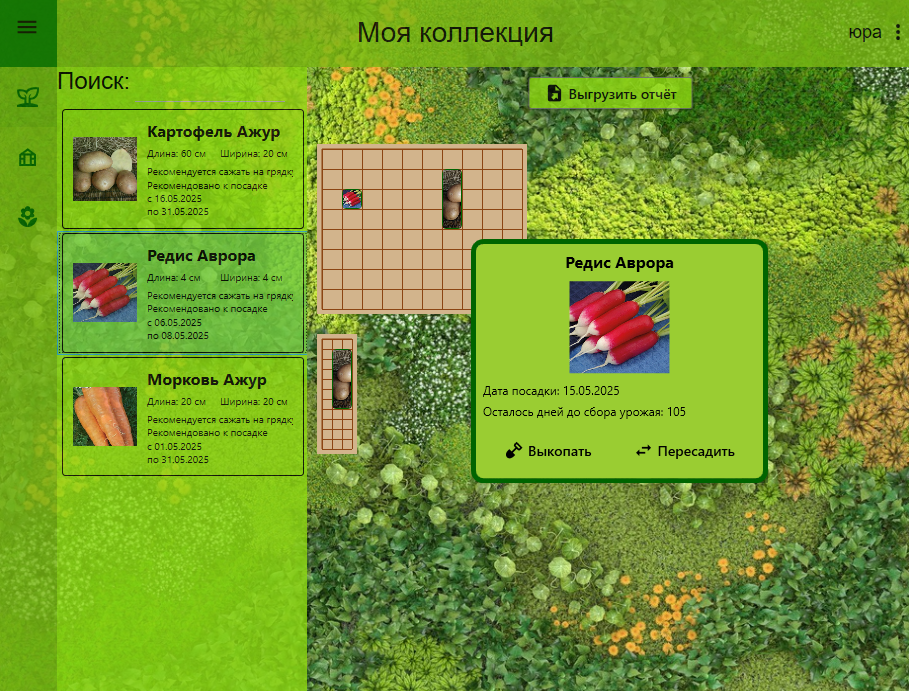 Моя коллекция
юра
Поиск:
Выгрузить отчёт
Картофель Ажур
Длина: 60 см Ширина: 20 см
Рекомендуется сажать на грядку
Рекомендовано к посадке
с 16.05.2025
по 31.05.2025
Редис Аврора
Длина: 4 см Ширина: 4 см
Рекомендуется сажать на грядку
Рекомендовано к посадке
с 06.05.2025
по 08.05.2025
Морковь Ажур
Длина: 20 см Ширина: 20 см
Рекомендуется сажать на грядку
Рекомендовано к посадке
с 01.05.2025
по 31.05.2025
Редис Аврора
Дата посадки: 15.05.2025
Осталось дней до сбора урожая: 105
Выкопать Пересадить